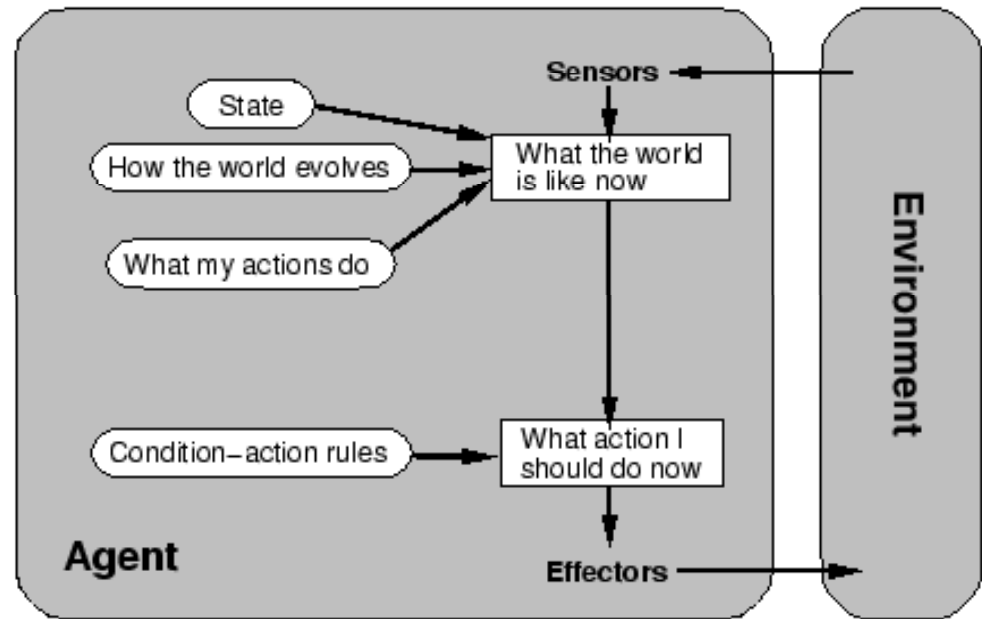 Sensors
State
What the world
is like now
How the world evolves
What my actions do
Environment
Condition–action rules
What action I
should do now
Agent
Effectors